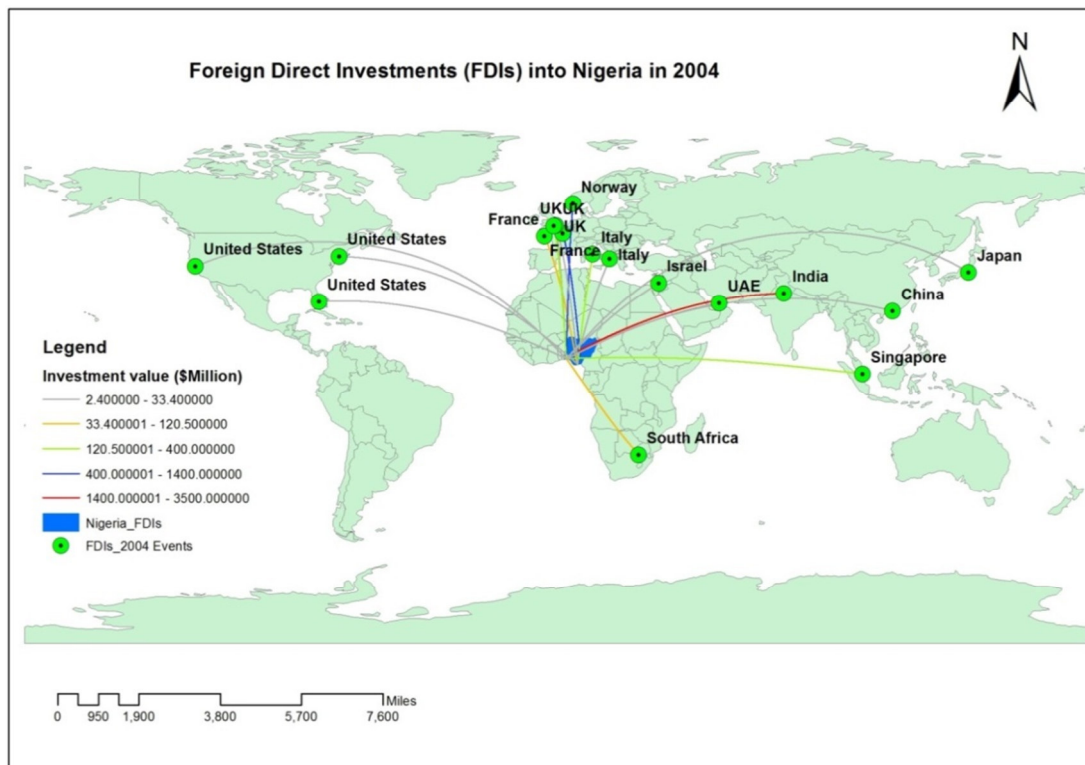 Foreign Direct Investments (FDIs) into Nigeria in 2004
N
Norway
UKUK
France
UK
United States
United States
Italy
France
Italy
Israel
Japan
United States
UAE
India
China
Singapore
South Africa
Legend
Investment value ($Million)
2.400000 - 33.400000
33.400001 - 120.500000
120.500001 - 400.000000
400.000001 - 1400.000000
1400.000001 - 3500.000000
Nigeria_FDIs
FDIs_2004 Events
Miles
0 950 1,900 3,800 5,700 7,600